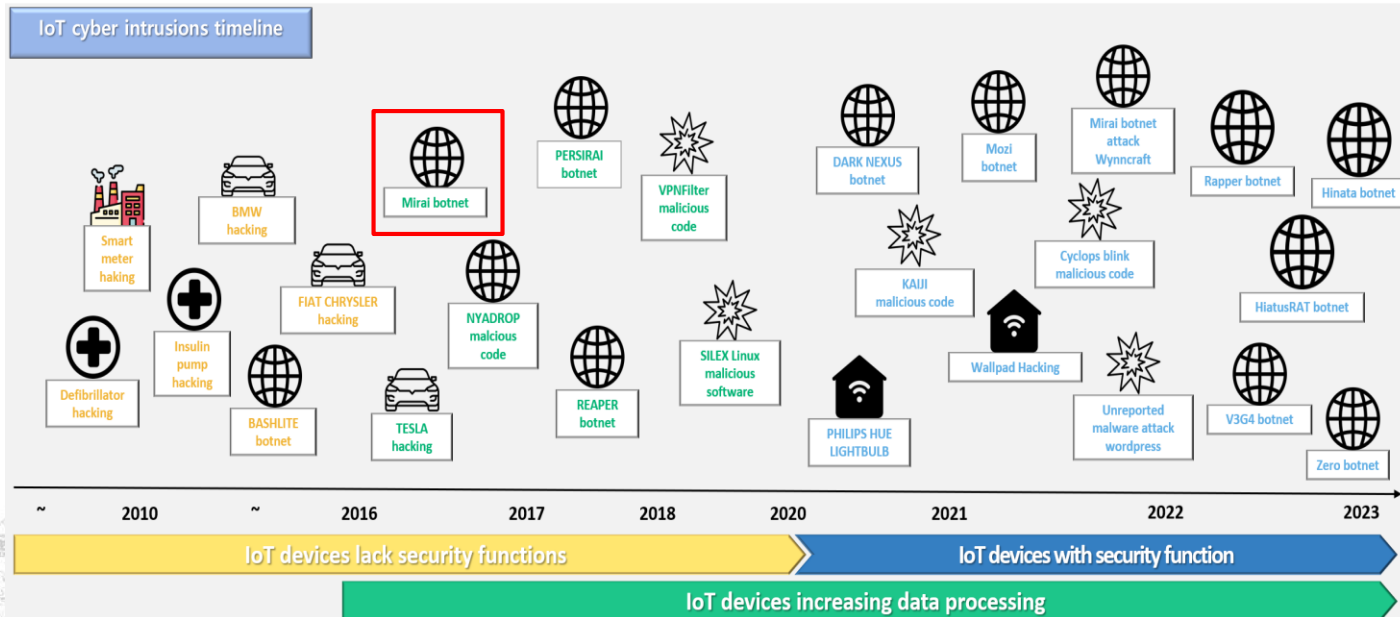 IoT cyber intrusions timeline
Smart
meter
haking
Defibrillator
hacking
BMW
hacking
Insulin
pump
hacking
BASHLITE
botnet
FIAT CHRYSLER
hacking
Mirai botnet
TESLA
hacking
NYADROP
malcious
code
PERSIRAI
botnet
REAPER
botnet
VPNFilter
malicious
code
SILEX Linux
malicious
software
DARK NEXUS
botnet
KAIJI
malicious code
PHILIPS HUE
LIGHTBULB
Mozi
botnet
Wallpad Hacking
Mirai botnet
attack
Wynncraft
Cyclops blink
malicious code
Unreported
malware attack
wordpress
Rapper botnet
V3G4 botnet
Hinata botnet
HiatusRAT botnet
Zero botnet
~ 2010 ~ 2016 2017 2018 2020 2021 2022 2023
IoT devices lack security functions
IoT devices with security function
IoT devices increasing data processing